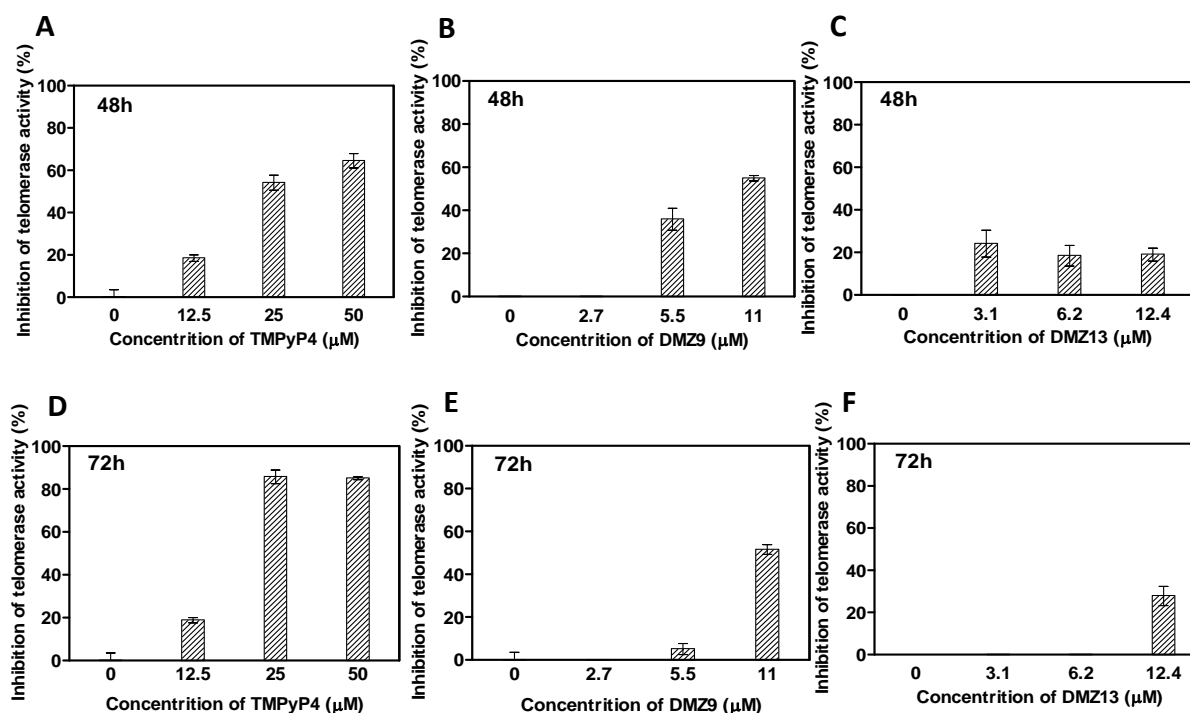 A
Inhibition of telomerase activity (%)
100
80
60
40
20
0
48h
0 12.5 25 50
Concentrition of TMPyP4 (μM)
B
Inhibition of telomerase activity (%)
100
80
60
40
20
0
48h
0 2.7 5.5 11
Concentrition of DMZ9 (μM)
C
Inhibition of telomerase activity (%)
100
80
60
40
20
0
48h
0 3.1 6.2 12.4
Concentrition of DMZ13 (μM)
D
Inhibition of telomerase activity (%)
100
80
60
40
20
0
72h
0 12.5 25 50
Concentrition of TMPyP4 (μM)
E
Inhibition of telomerase activity (%)
100
80
60
40
20
0
72h
0 2.7 5.5 11
Concentrition of DMZ9 (μM)
F
Inhibition of telomerase activity (%)
100
80
60
40
20
0
72h
0 3.1 6.2 12.4
Concentrition of DMZ13 (μM)